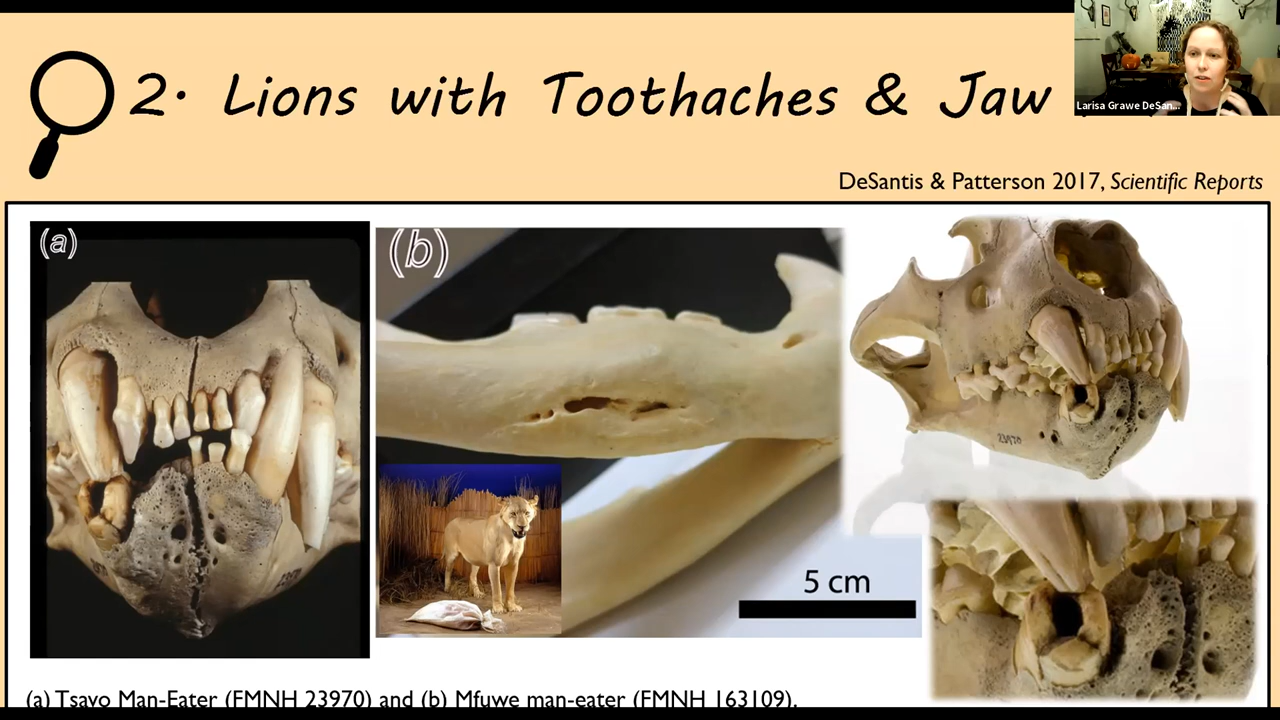 2. Lions with Toothaches & Jaw
Larisa Grawe DeSan...
DeSantis & Patterson 2017, Scientific Reports
(a)
(b)
23970
5 cm
(a) Tsavo Man-Eater (FMNH 23970) and (b) Mfuwe man-eater (FMNH 163109).